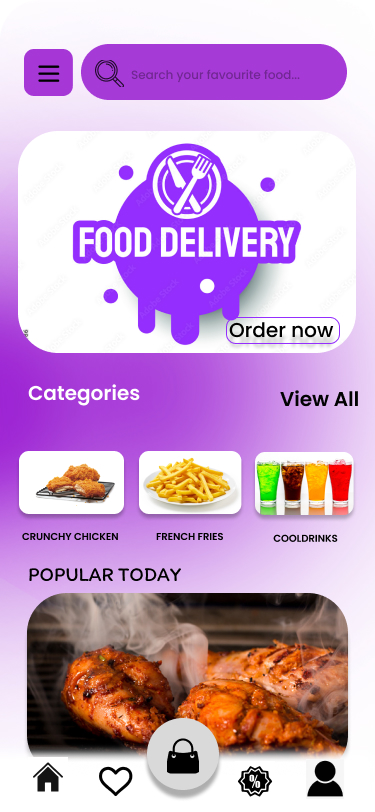 Search your favourite food...
FOOD DELIVERY
Order now
Categories
View All
CRUNCHY CHICKEN
FRENCH FRIES
COOLDRINKS
POPULAR TODAY
%